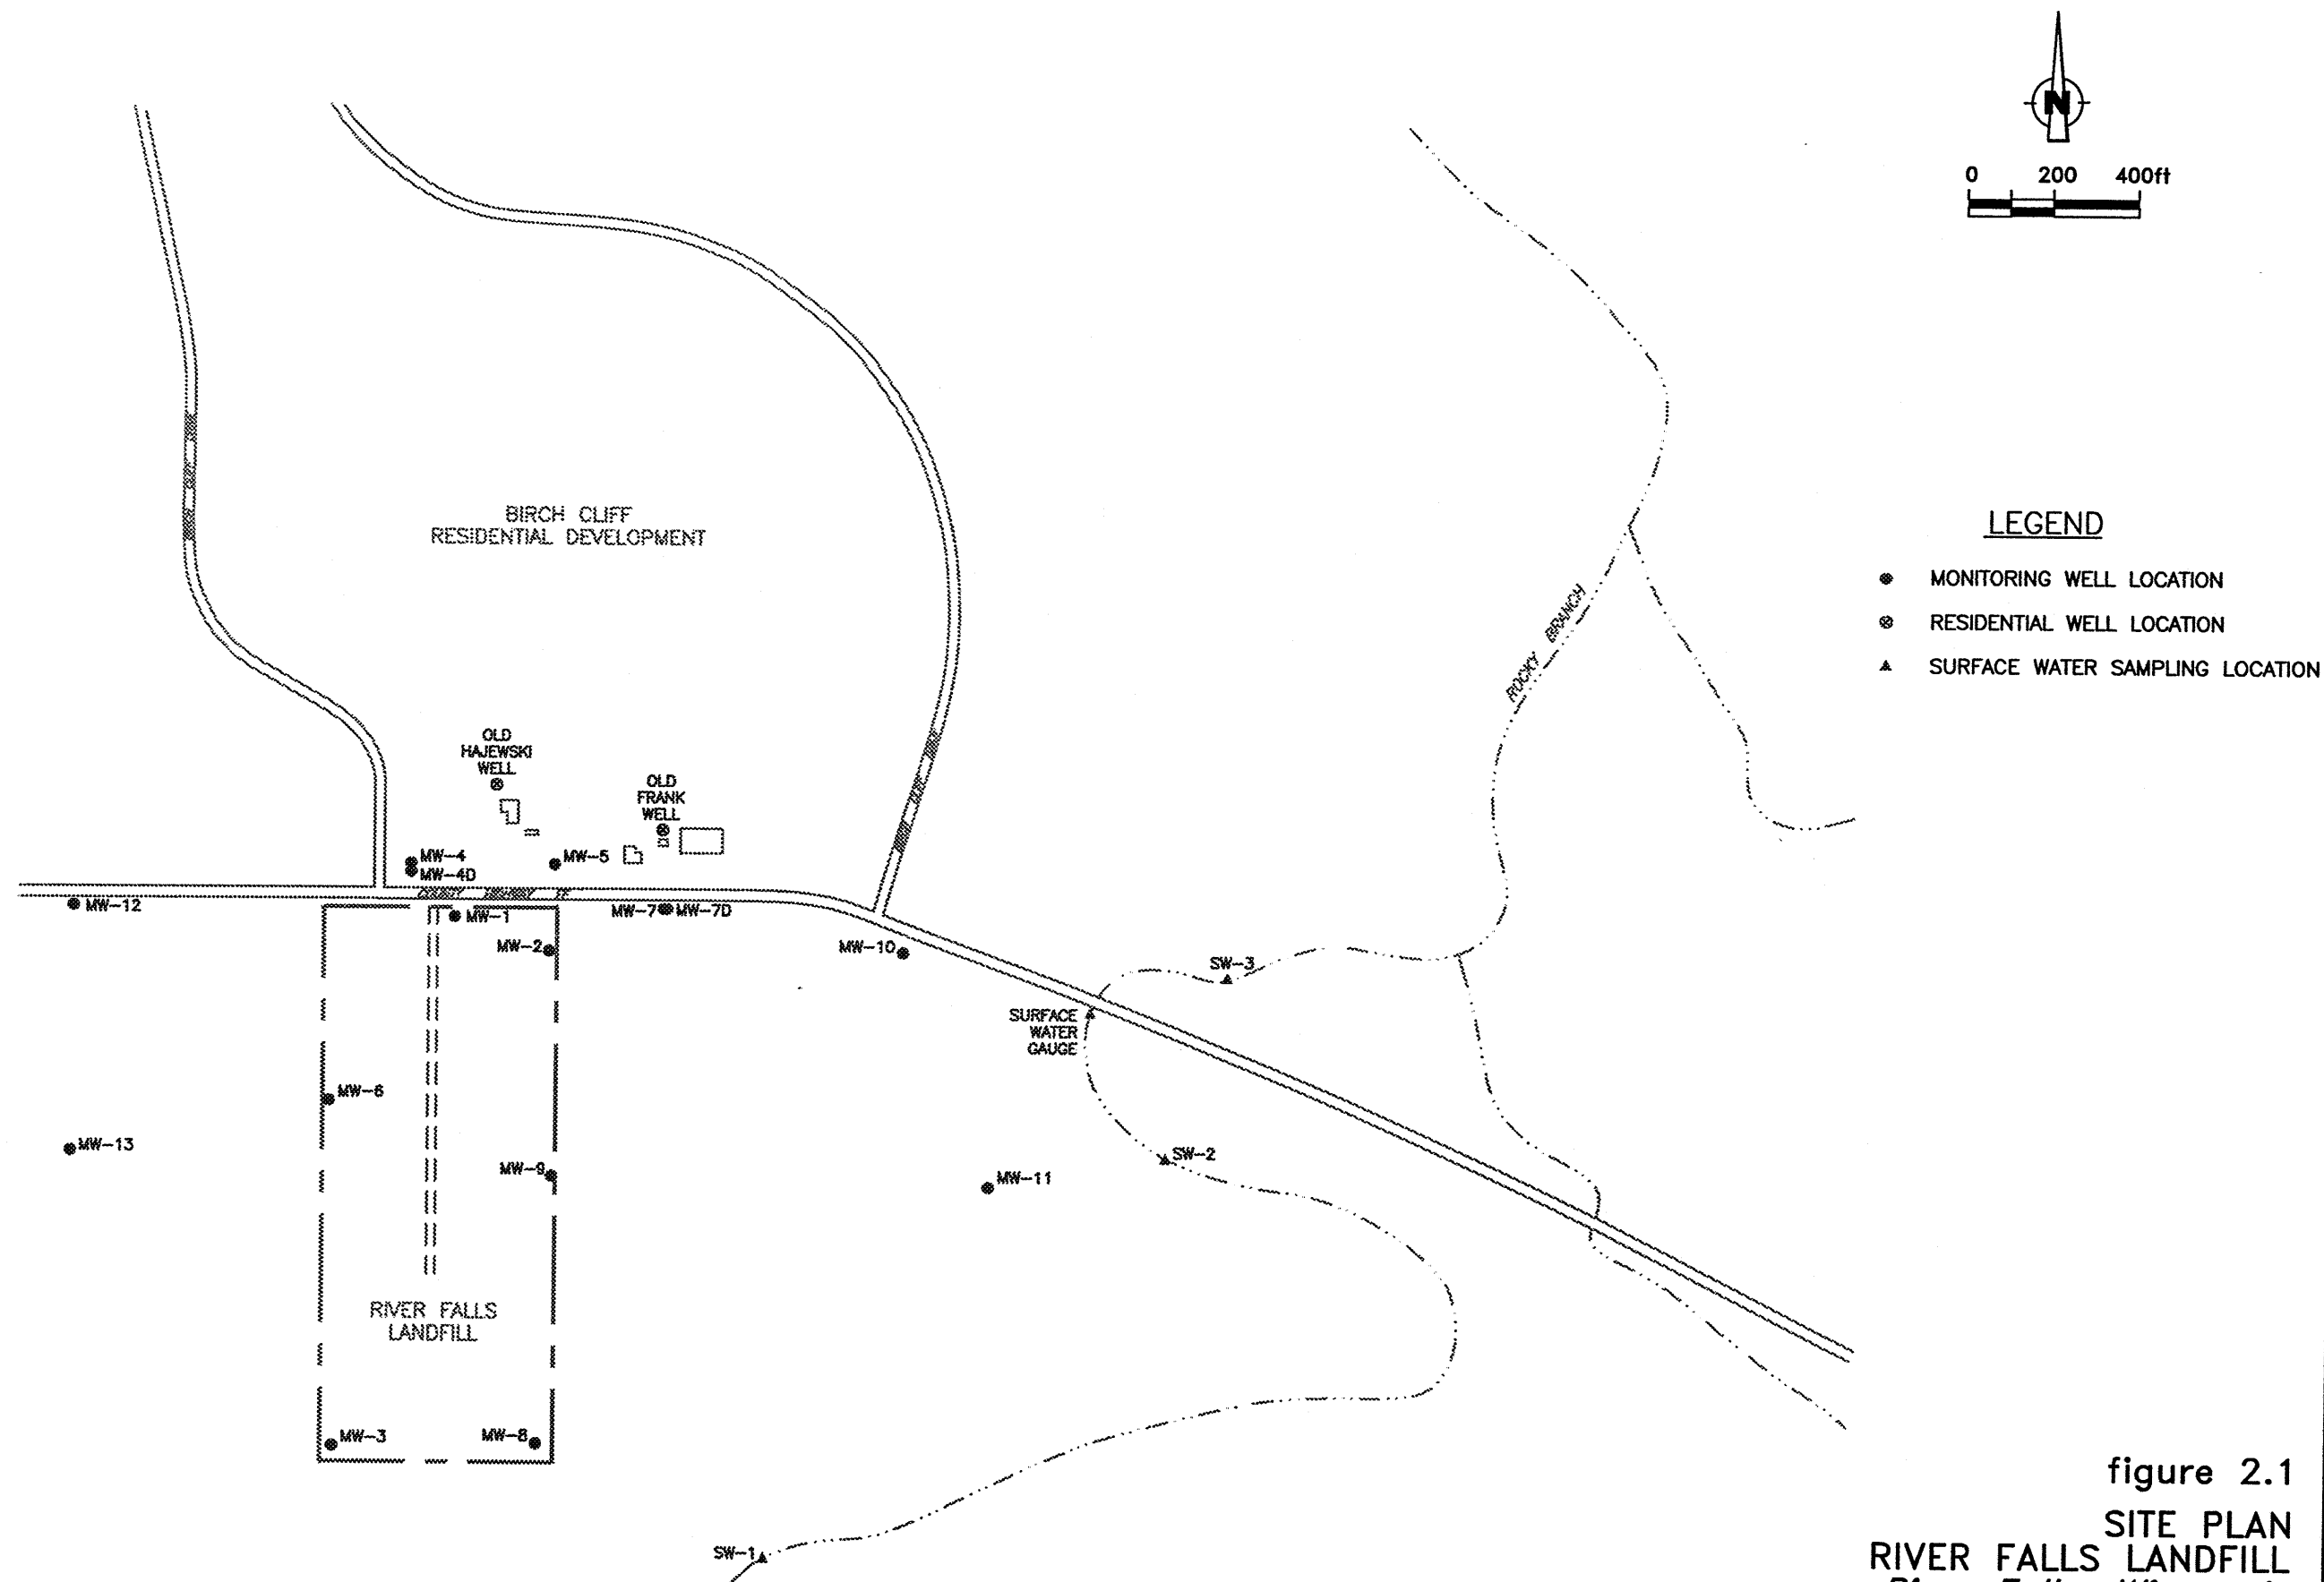 N
0 200 400ft
BIRCH CLIFF
RESIDENTIAL DEVELOPMENT
LEGEND
MONITORING WELL LOCATION
RESIDENTIAL WELL LOCATION
SURFACE WATER SAMPLING LOCATION
ROCKY BRANCH
OLD
HAJEWSKI
WELL
OLD
FRANK
WELL
MW-4
MW-4D
MW-5
COUNTY HIGHWAY
MW-12
MW-1
MW-7
MW-7D
MW-2
MW-10
SW-3
SURFACE
WATER
GAUGE
MW-6
MW-13
MW-9
SW-2
MW-11
RIVER FALLS
LANDFILL
MW-3
MW-8
SW-1
figure 2.1
SITE PLAN
RIVER FALLS LANDFILL